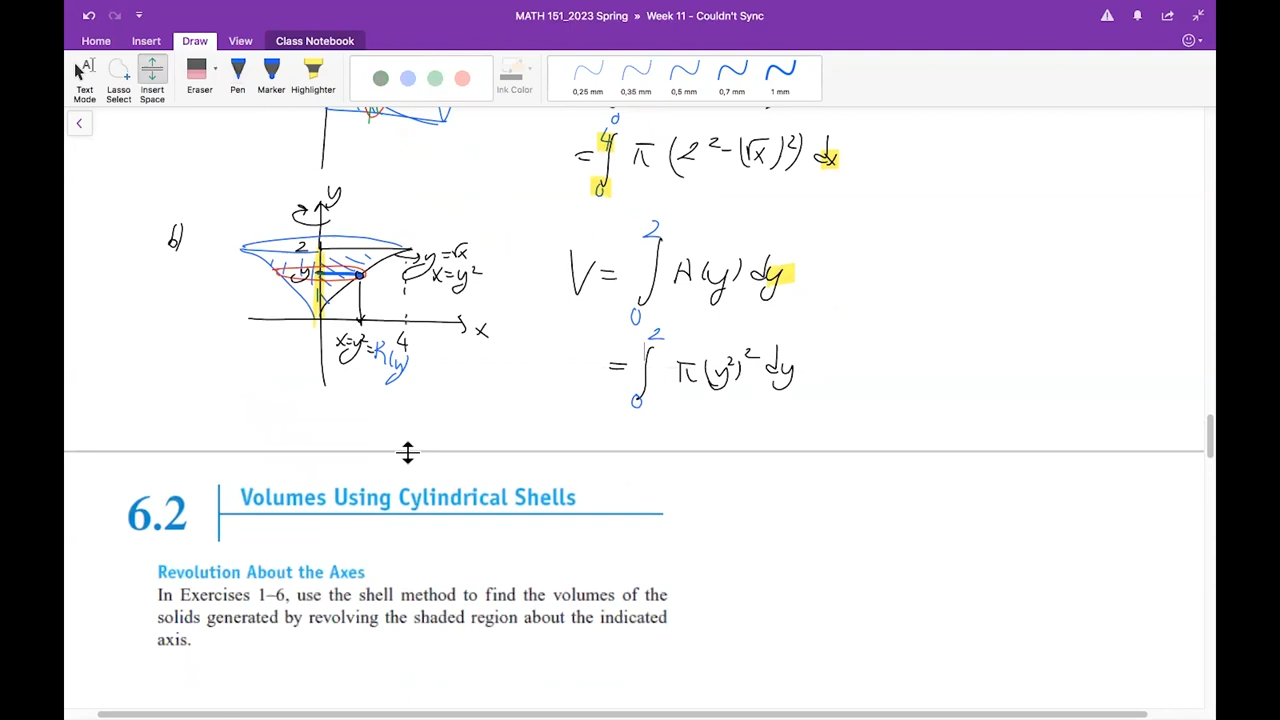 MATH 151_2023 Spring » Week 11 - Couldn't Sync
Home Insert Draw View Class Notebook
Text Mode Lasso Select Insert Space Eraser Pen Marker Highlighter Ink Color 0,25 mm 0,35 mm 0,5 mm 0,7 mm 1 mm
0
= ∫₀⁴ π (2² - (√x)²) dx
b)
y
2
y
y = √x
x = y²
x
x = y² = R(y)
4
V = ∫₀² A(y) dy
= ∫₀² π (y²)² dy
6.2 Volumes Using Cylindrical Shells
Revolution About the Axes
In Exercises 1–6, use the shell method to find the volumes of the
solids generated by revolving the shaded region about the indicated
axis.